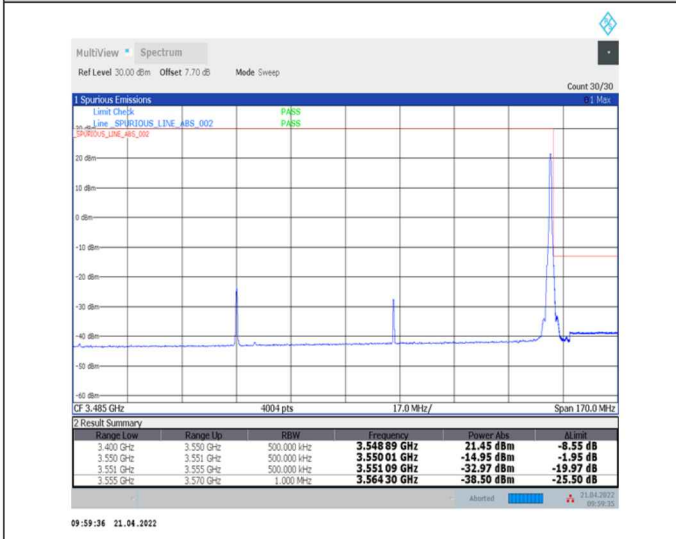 MultiView Spectrum
Ref Level 30.00 dBm Offset 7.70 dB Mode Sweep
Count 30/30
1 Spurious Emissions 1 Max
Limit Check PASS
Line _SPURIOUS_LINE_ABS_002 PASS
_SPURIOUS_LINE_ABS_002
20 dBm
10 dBm
0 dBm
-10 dBm
-20 dBm
-30 dBm
-40 dBm
-50 dBm
-60 dBm
CF 3.485 GHz 4004 pts 17.0 MHz/ Span 170.0 MHz
2 Result Summary
Range Low Range Up RBW Frequency Power Abs ΔLimit
3.400 GHz 3.550 GHz 500.000 kHz 3.548 89 GHz 21.45 dBm -8.55 dB
3.550 GHz 3.551 GHz 500.000 kHz 3.550 01 GHz -14.95 dBm -1.95 dB
3.551 GHz 3.555 GHz 500.000 kHz 3.551 09 GHz -32.97 dBm -19.97 dB
3.555 GHz 3.570 GHz 1.000 MHz 3.564 30 GHz -38.50 dBm -25.50 dB
Aborted 21.04.2022
09:59:35
09:59:36 21.04.2022